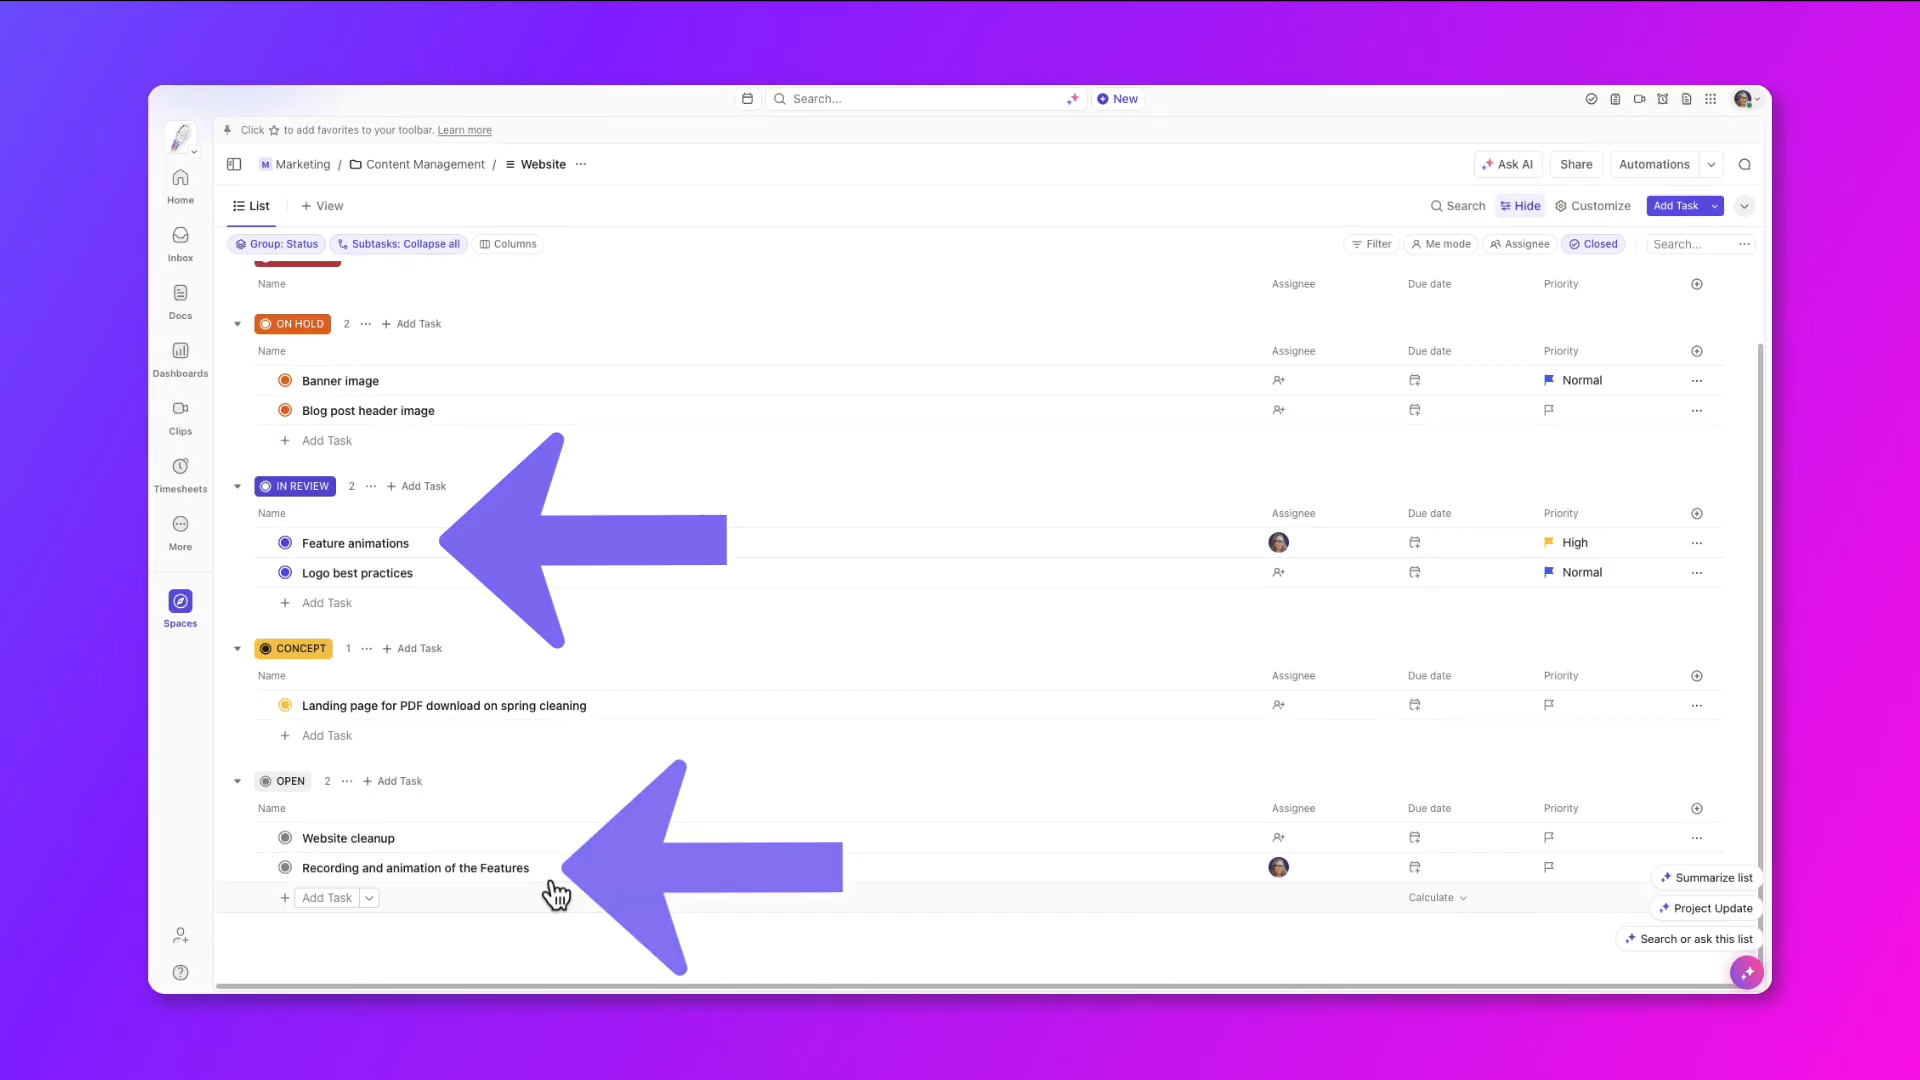 Search...
New
Click to add favorites to your toolbar. Learn more
M Marketing / Content Management / Website ...
Ask AI
Share
Automations
Home
Inbox
Docs
Dashboards
Clips
Timesheets
More
Spaces
List
+ View
Search
Hide
Customize
Add Task
Group: Status
Subtasks: Collapse all
Columns
Filter
Me mode
Assignee
Closed
Search...
Name Assignee Due date Priority
ON HOLD 2 ... + Add Task
Name Assignee Due date Priority
Banner image Normal
Blog post header image
+ Add Task
IN REVIEW 2 ... + Add Task
Name Assignee Due date Priority
Feature animations High
Logo best practices Normal
+ Add Task
CONCEPT 1 ... + Add Task
Name Assignee Due date Priority
Landing page for PDF download on spring cleaning
+ Add Task
OPEN 2 ... + Add Task
Name Assignee Due date Priority
Website cleanup
Recording and animation of the Features
+ Add Task Calculate
Summarize list
Project Update
Search or ask this list